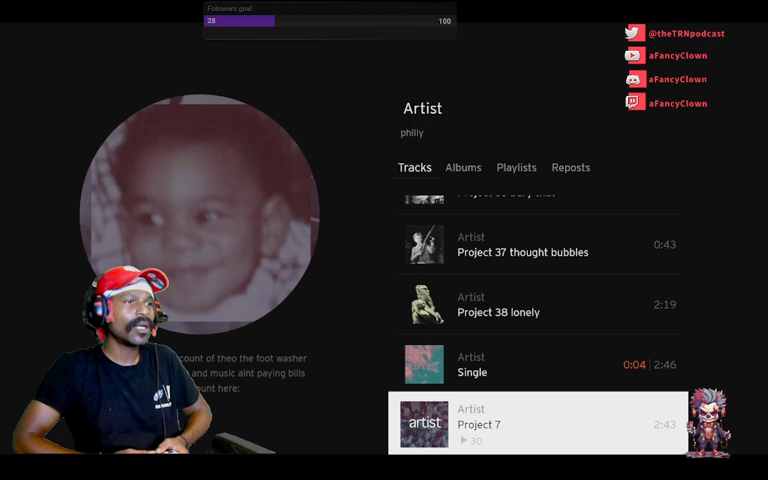 Followers goal
28 100
@theTRNpodcast
aFancyClown
aFancyClown
aFancyClown
Artist
philly
Tracks Albums Playlists Reposts
Artist
Project 37 thought bubbles 0:43
Artist
Project 38 lonely 2:19
Artist
Single 0:04 2:46
artist
Artist
Project 7 2:43
30
count of theo the foot washer
and music aint paying bills
ount here: